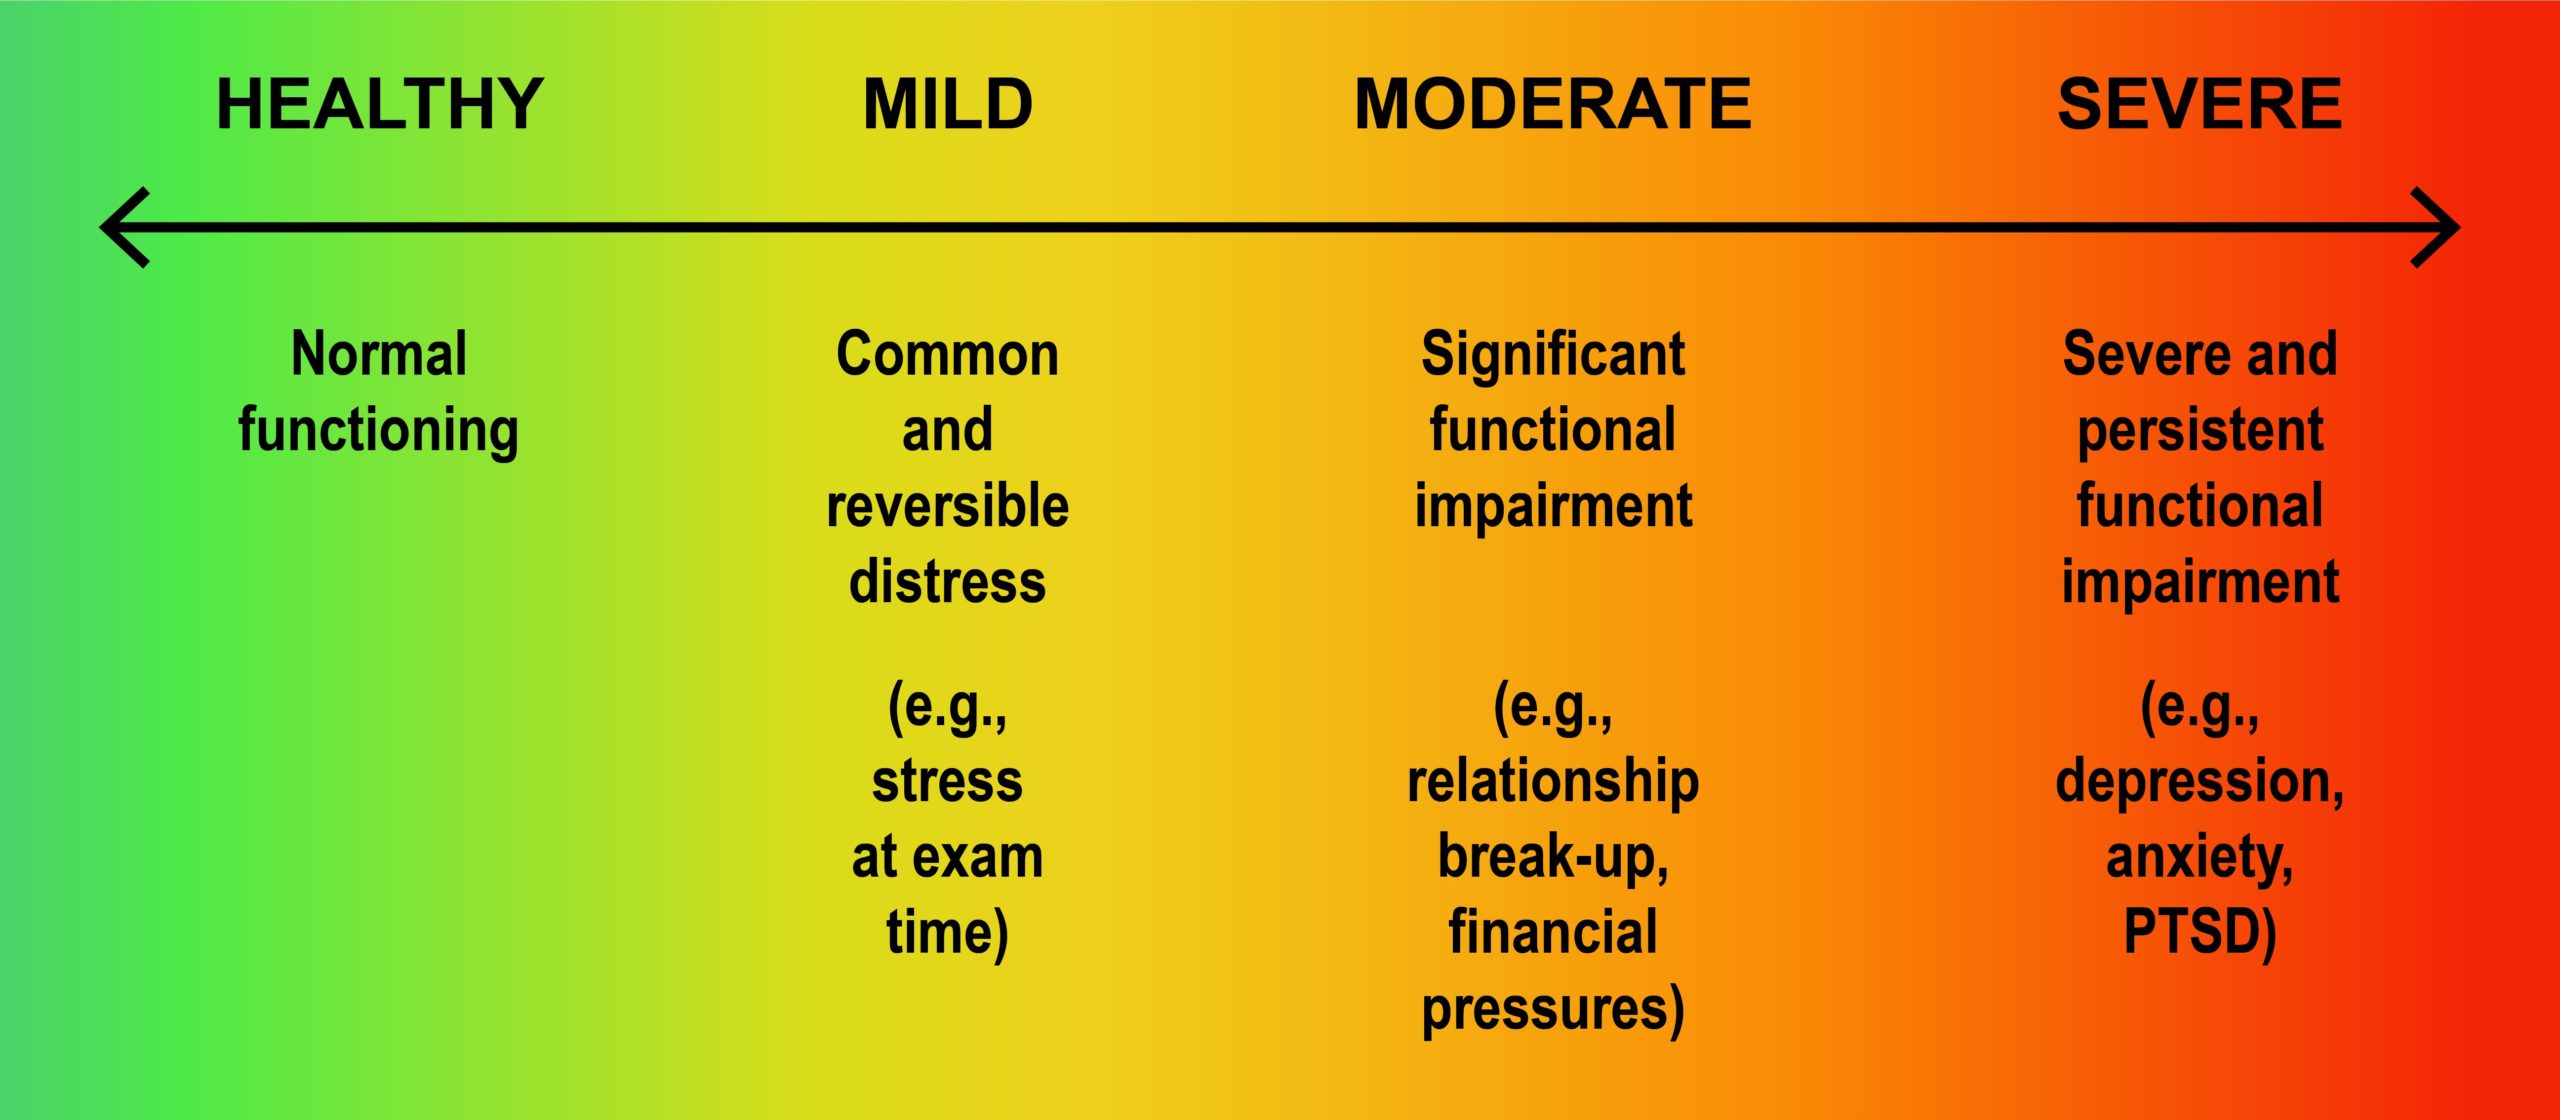 HEALTHY
MILD
MODERATE
SEVERE
Normal
functioning
Common
and
reversible
distress
(e.g.,
stress
at exam
time)
Significant
functional
impairment
(e.g.,
relationship
break-up,
financial
pressures)
Severe and
persistent
functional
impairment
(e.g.,
depression,
anxiety,
PTSD)